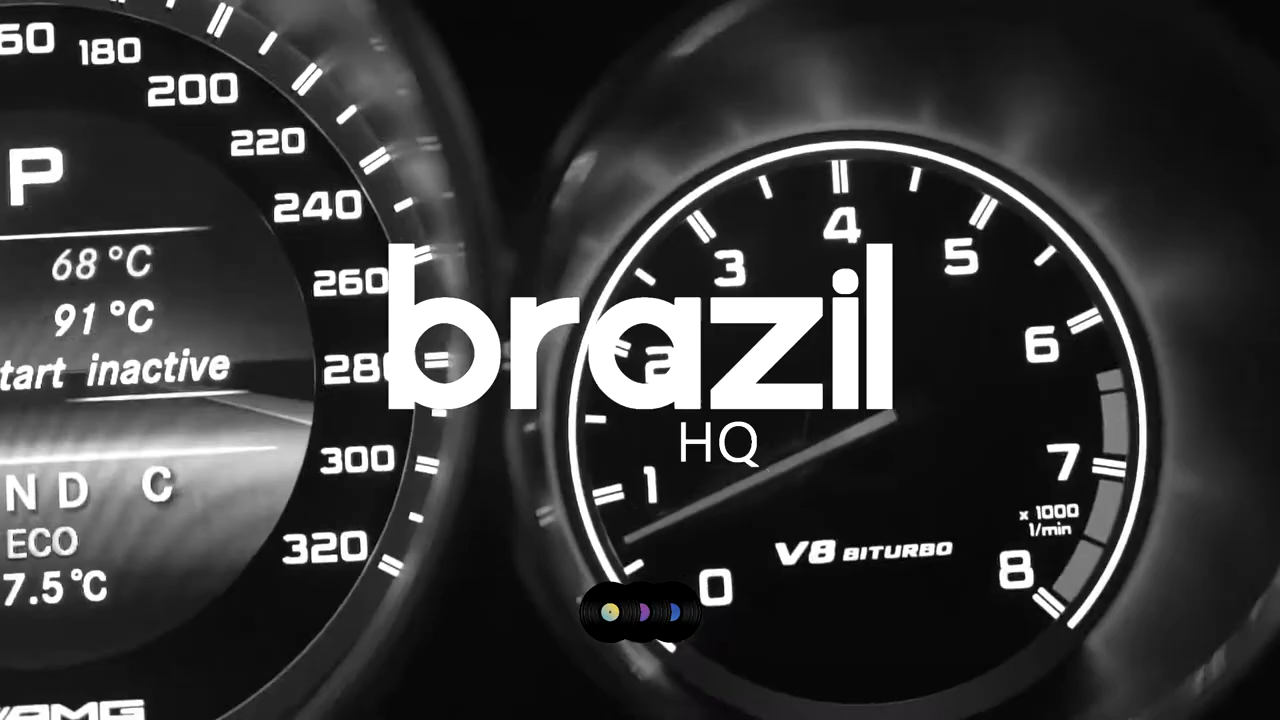 60
180
200
220
240
260
280
300
320
P
68 °C
91 °C
tart inactive
N D C
ECO
7.5 °C
AMG
brazil
HQ
0
1
2
3
4
5
6
7
8
x 1000
1/min
V8 BITURBO